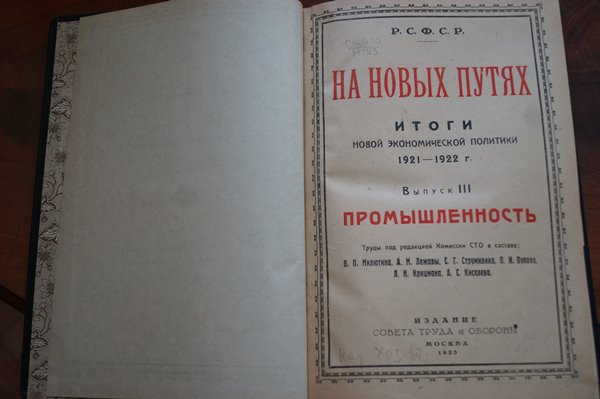 Р. С. Ф. С. Р.
НА НОВЫХ ПУТЯХ
ИТОГИ
НОВОЙ ЭКОНОМИЧЕСКОЙ ПОЛИТИКИ
1921—1922 г.
Выпуск III
ПРОМЫШЛЕННОСТЬ
Труды под редакцией Комиссии СТО в составе:
В. П. Милютина, А. М. Лежавы, С. Г. Струмилина, П. И. Попова,
Л. Н. Крицмана, А. С. Киселева.
ИЗДАНИЕ
СОВЕТА ТРУДА и ОБОРОНЫ
МОСКВА
1923